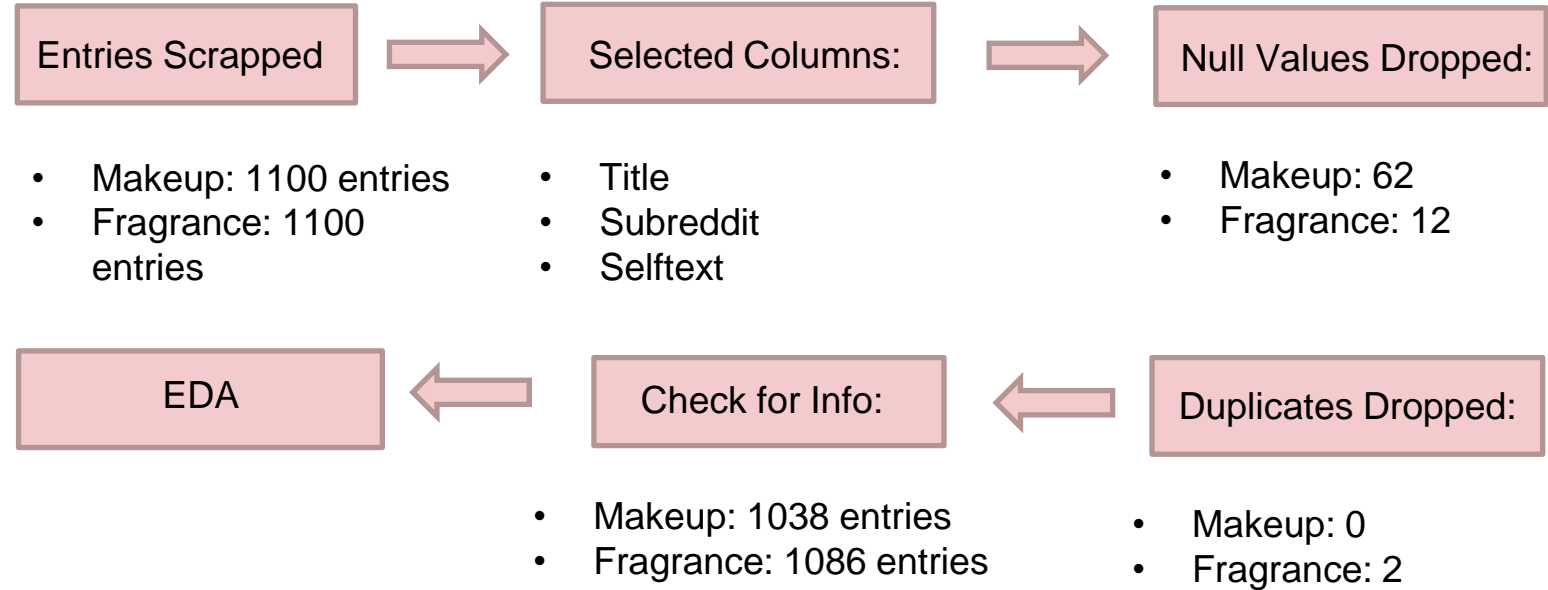 Entries Scrapped
Selected Columns:
Null Values Dropped:
• Makeup: 1100 entries
• Fragrance: 1100
entries
• Title
• Subreddit
• Selftext
• Makeup: 62
• Fragrance: 12
Duplicates Dropped:
Check for Info:
EDA
• Makeup: 0
• Fragrance: 2
• Makeup: 1038 entries
• Fragrance: 1086 entries